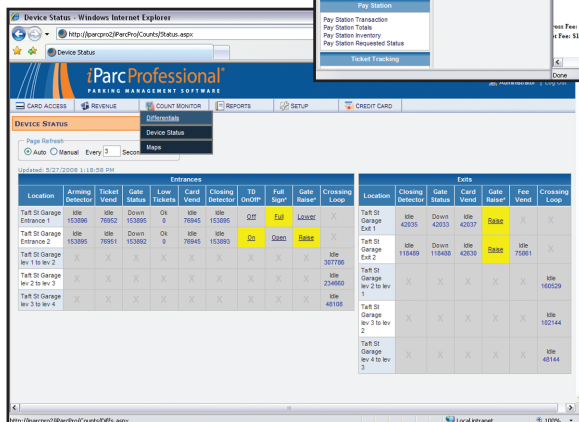 Device Status - Windows Internet Explorer
http://iparcpro2/iParcPro/Counts/Status.aspx
Device Status
Pay Station
Pay Station Transaction
Pay Station Totals
Pay Station Inventory
Pay Station Requested Status
Ticket Tracking
Fee:
Fee: $1
Done
iParcProfessional
PARKING MANAGEMENT SOFTWARE
Administrator | Log Out
CARD ACCESS REVENUE COUNT MONITOR REPORTS SETUP CREDIT CARD
Differentials
Device Status
Maps
DEVICE STATUS
Page Refresh
Auto Manual Every 3 Second
Updated: 5/27/2008 1:18:58 PM
Entrances
Location Arming Detector Ticket Vend Gate Status Low Tickets Card Vend Closing Detector TD OnOff* Full Sign* Gate Raise* Crossing Loop
Taft St Garage Entrance 1 Idle 153896 Idle 76952 Down 153895 Ok 0 Idle 76945 Idle 153895 Off Full Lower X
Taft St Garage Entrance 2 Idle 153895 Idle 76951 Down 153892 Ok 0 Idle 76945 Idle 153893 On Open Raise X
Taft St Garage lev 1 to lev 2 X X X X X X X X X Idle 307786
Taft St Garage lev 2 to lev 3 X X X X X X X X X Idle 234660
Taft St Garage lev 3 to lev 4 X X X X X X X X X Idle 48108
Exits
Location Closing Detector Gate Status Card Vend Gate Raise* Fee Vend Crossing Loop
Taft St Garage Exit 1 Idle 42035 Down 42033 Idle 42037 Raise X X
Taft St Garage Exit 2 Idle 118489 Down 118488 Idle 42630 Raise Idle 75861 X
Taft St Garage lev 2 to lev 1 X X X X X Idle 160529
Taft St Garage lev 3 to lev 2 X X X X X Idle 102144
Taft St Garage lev 4 to lev 3 X X X X X Idle 48144
http://iparcpro2/iParcPro/Counts/Diffs.aspx
Local intranet
100%